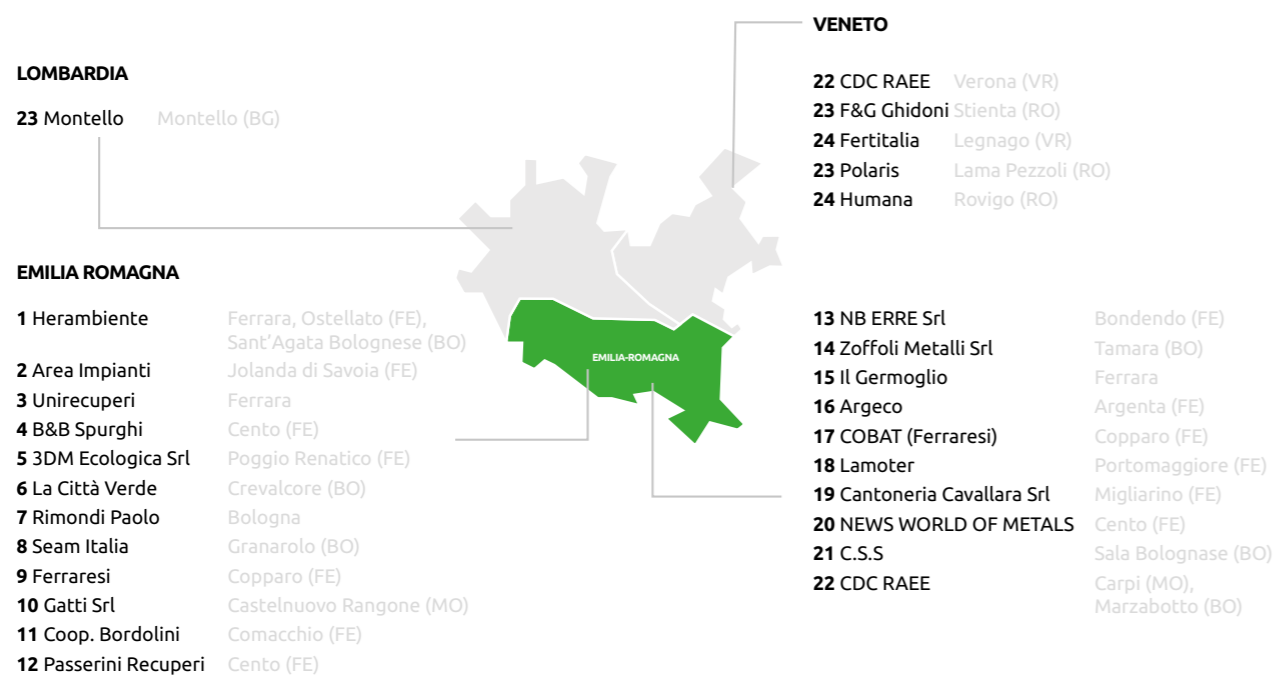 LOMBARDIA
23 Montello Montello (BG)
VENETO
22 CDC RAEE Verona (VR)
23 F&G Ghidoni Stienta (RO)
24 Fertitalia Legnago (VR)
23 Polaris Lama Pezzoli (RO)
24 Humana Rovigo (RO)
EMILIA ROMAGNA
1 Herambiente Ferrara, Ostellato (FE),
Sant'Agata Bolognese (BO)
2 Area Impianti Jolanda di Savoia (FE)
3 Unirecuperi Ferrara
4 B&B Spurghi Cento (FE)
5 3DM Ecologica Srl Poggio Renatico (FE)
6 La Città Verde Crevalcore (BO)
7 Rimondi Paolo Bologna
8 Seam Italia Granarolo (BO)
9 Ferraresi Copparo (FE)
10 Gatti Srl Castelnuovo Rangone (MO)
11 Coop. Bordolini Comacchio (FE)
12 Passerini Recuperi Cento (FE)
EMILIA-ROMAGNA
13 NB ERRE Srl Bondendo (FE)
14 Zoffoli Metalli Srl Tamara (BO)
15 Il Germoglio Ferrara
16 Argeco Argenta (FE)
17 COBAT (Ferraresi) Copparo (FE)
18 Lamoter Portomaggiore (FE)
19 Cantoneria Cavallara Srl Migliarino (FE)
20 NEWS WORLD OF METALS Cento (FE)
21 C.S.S Sala Bolognase (BO)
22 CDC RAEE Carpi (MO),
Marzabotto (BO)